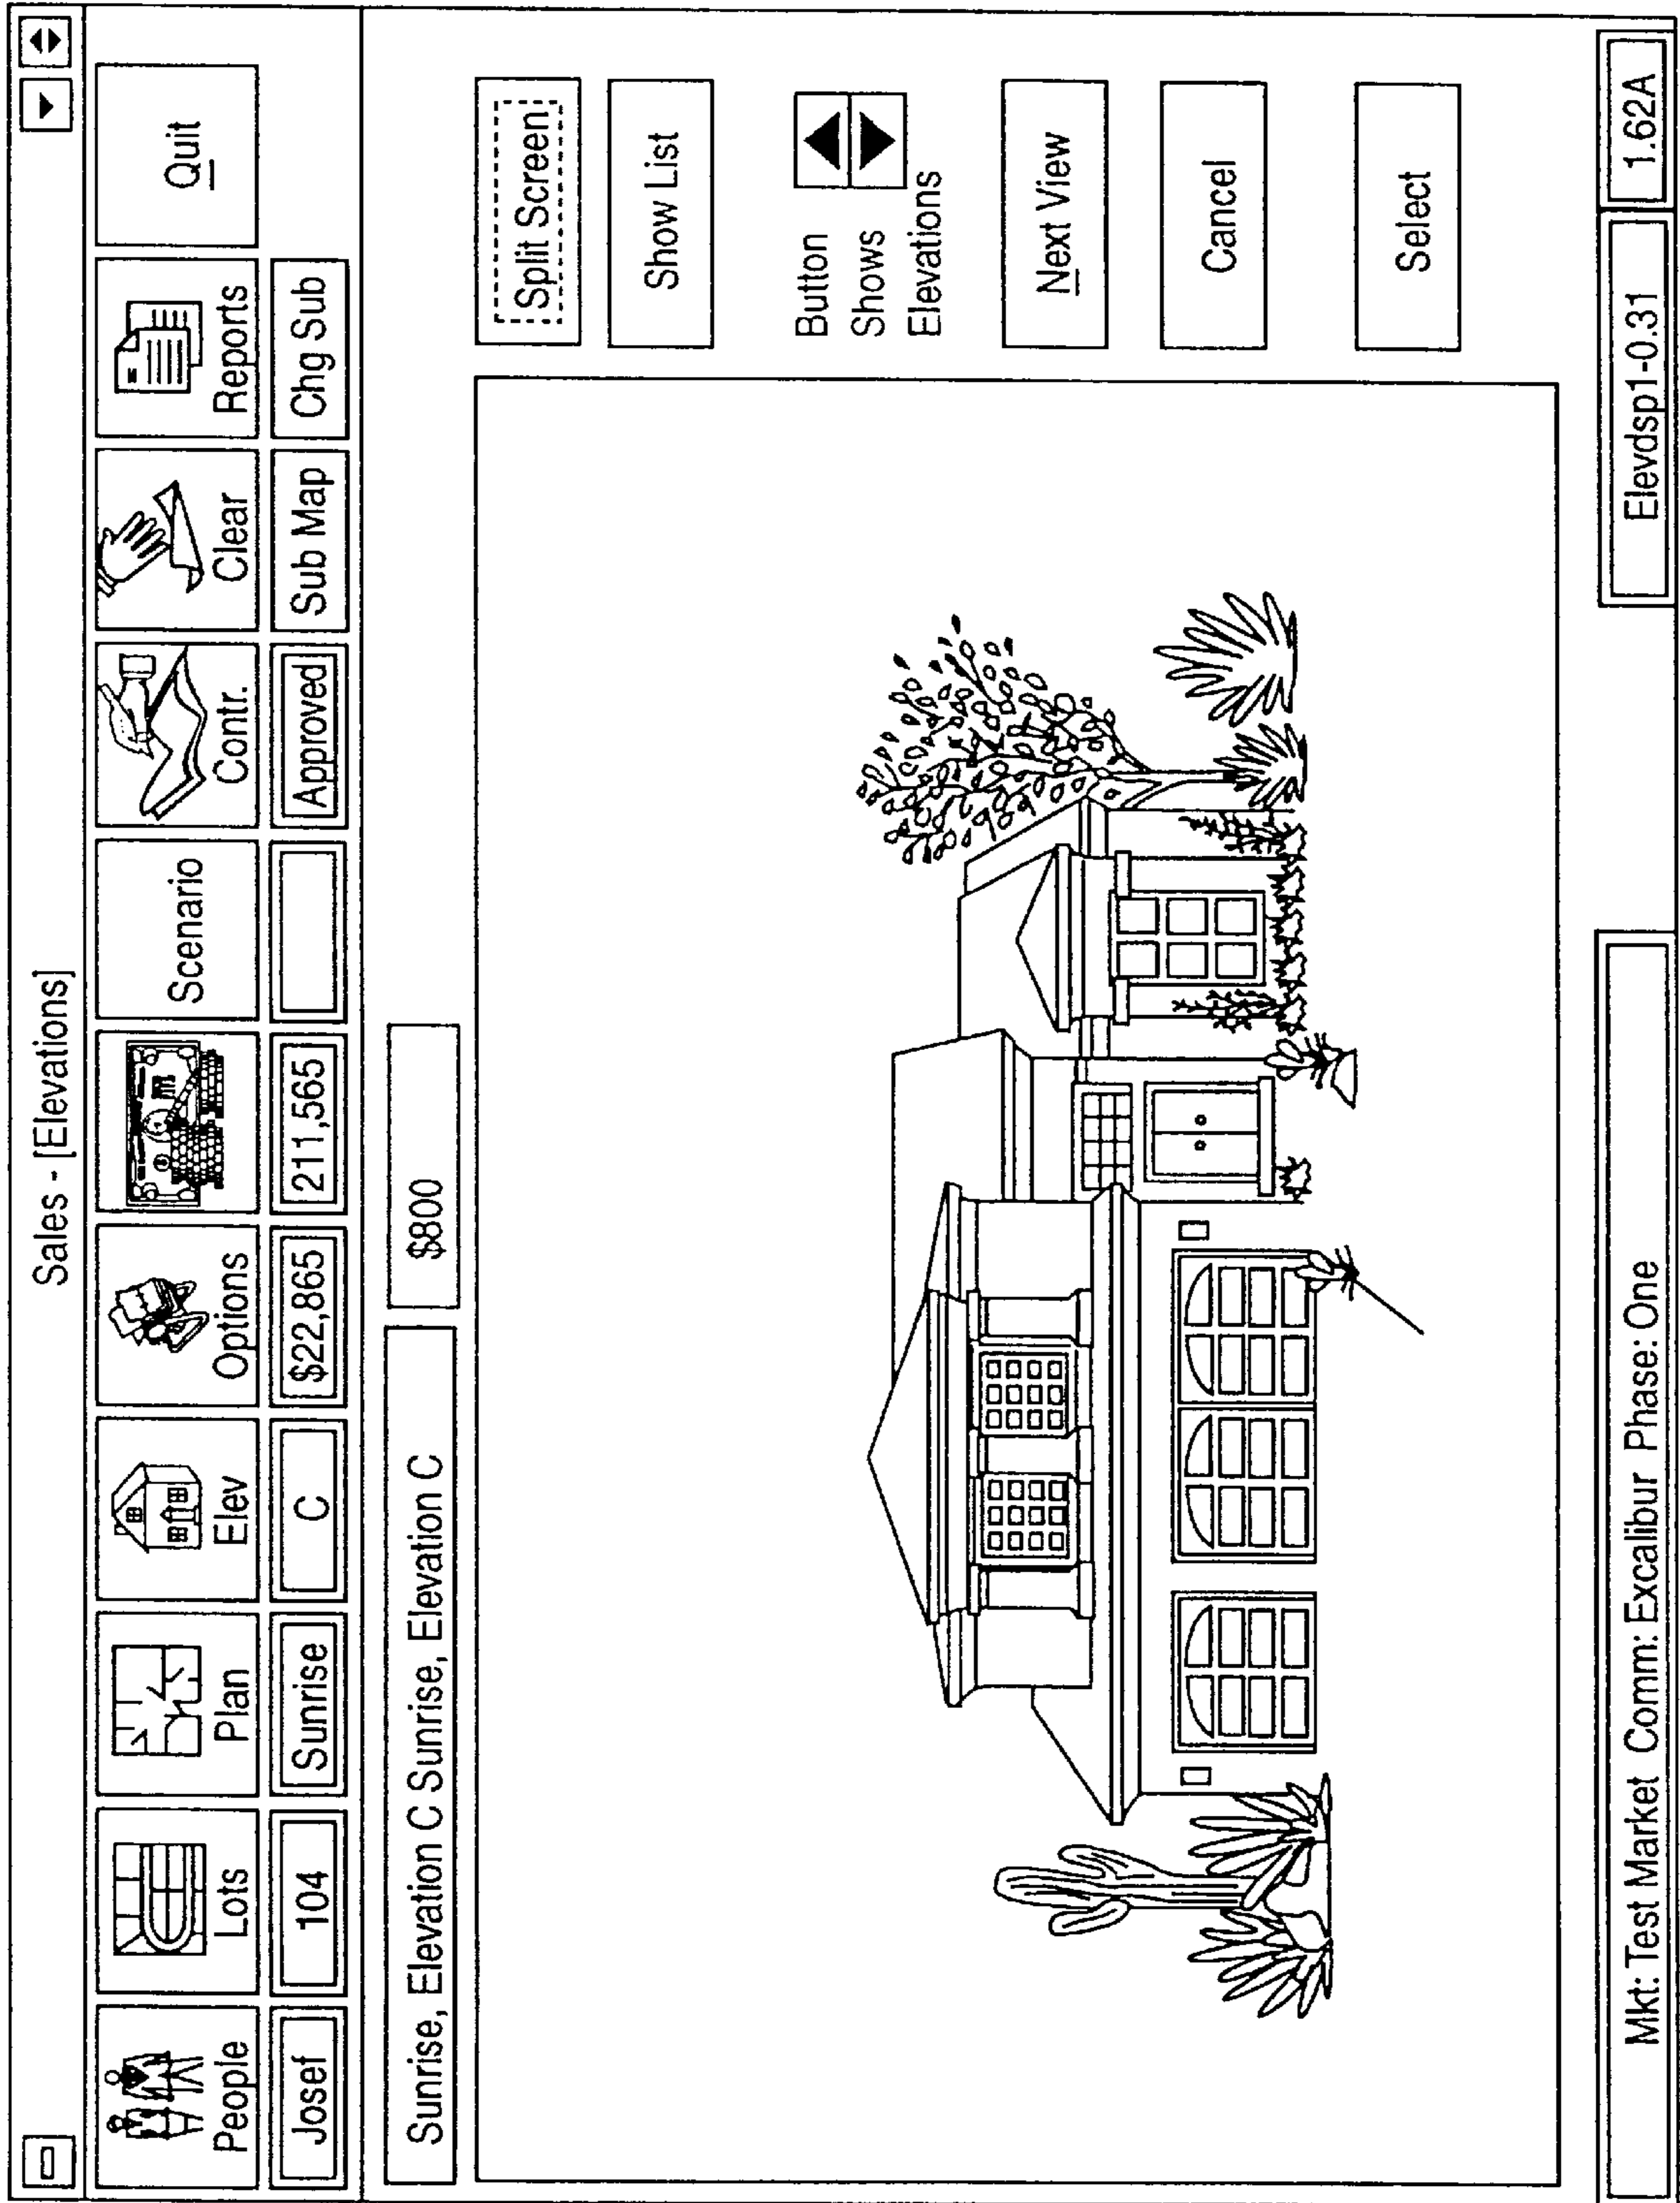 Sales - [Elevations]
People Lots Plan Elev Options Scenario Contr. Clear Reports Quit
Josef 104 Sunrise C $22,865 211,565 Approved Sub Map Chg Sub
Sunrise, Elevation C Sunrise, Elevation C $800
Split Screen
Show List
Button
Shows
Elevations
Next View
Cancel
Select
Mkt: Test Market Comm: Excalibur Phase: One Elevdsp1-0.31 1.62A